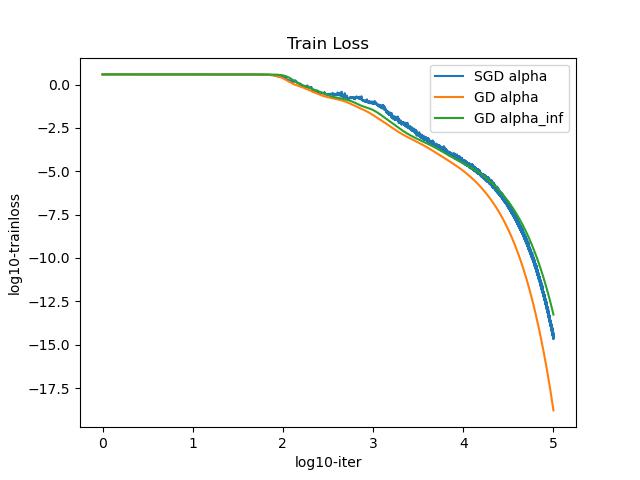 Train Loss
SGD alpha
GD alpha
GD alpha_inf
log10-trainloss
0.0
−2.5
−5.0
−7.5
−10.0
−12.5
−15.0
−17.5
0 1 2 3 4 5
log10-iter